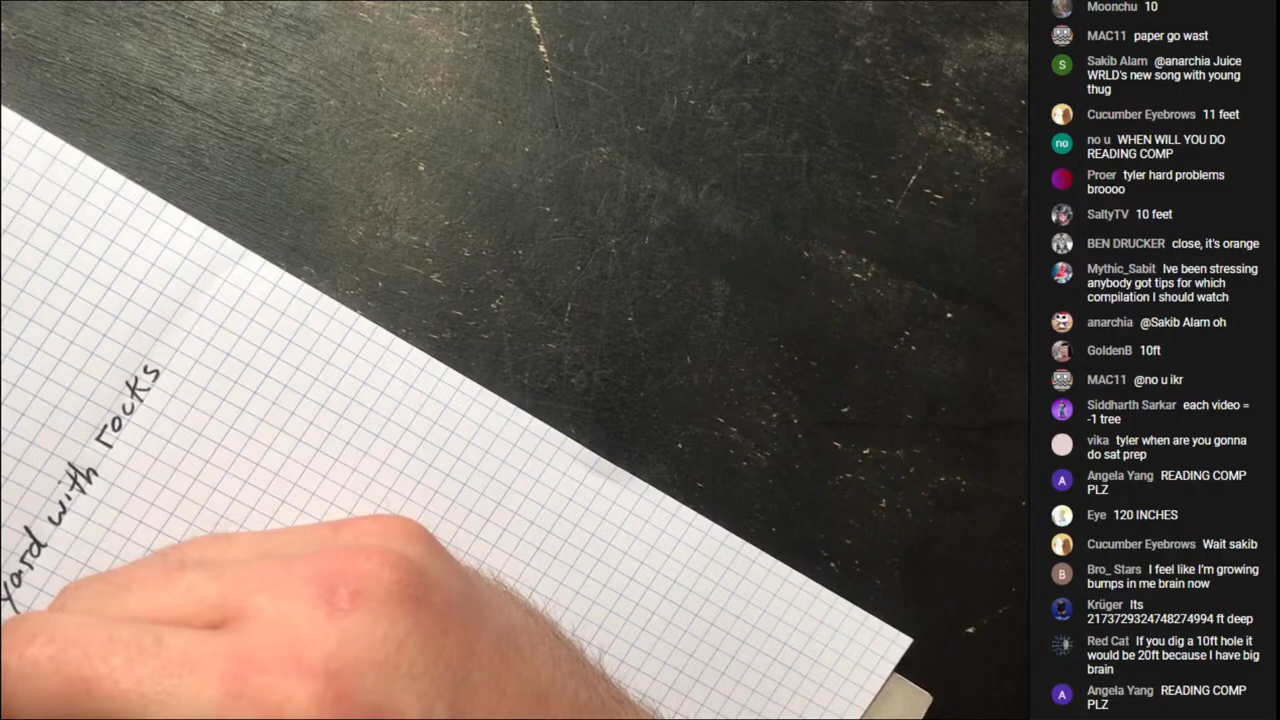 yard with rocks
Moonchu 10
MAC11 paper go wast
S
Sakib Alam @anarchia Juice
WRLD's new song with young
thug
Cucumber Eyebrows 11 feet
no
no u WHEN WILL YOU DO
READING COMP
Proer tyler hard problems
broooo
SaltyTV 10 feet
BEN DRUCKER close, it's orange
Mythic_Sabit Ive been stressing
anybody got tips for which
compilation I should watch
anarchia @Sakib Alam oh
GoldenB 10ft
MAC11 @no u ikr
Siddharth Sarkar each video =
-1 tree
vika tyler when are you gonna
do sat prep
A
Angela Yang READING COMP
PLZ
Eye 120 INCHES
Cucumber Eyebrows Wait sakib
B
Bro_ Stars I feel like I'm growing
bumps in me brain now
Krüger Its
2173729324748274994 ft deep
Red Cat If you dig a 10ft hole it
would be 20ft because I have big
brain
A
Angela Yang READING COMP
PLZ